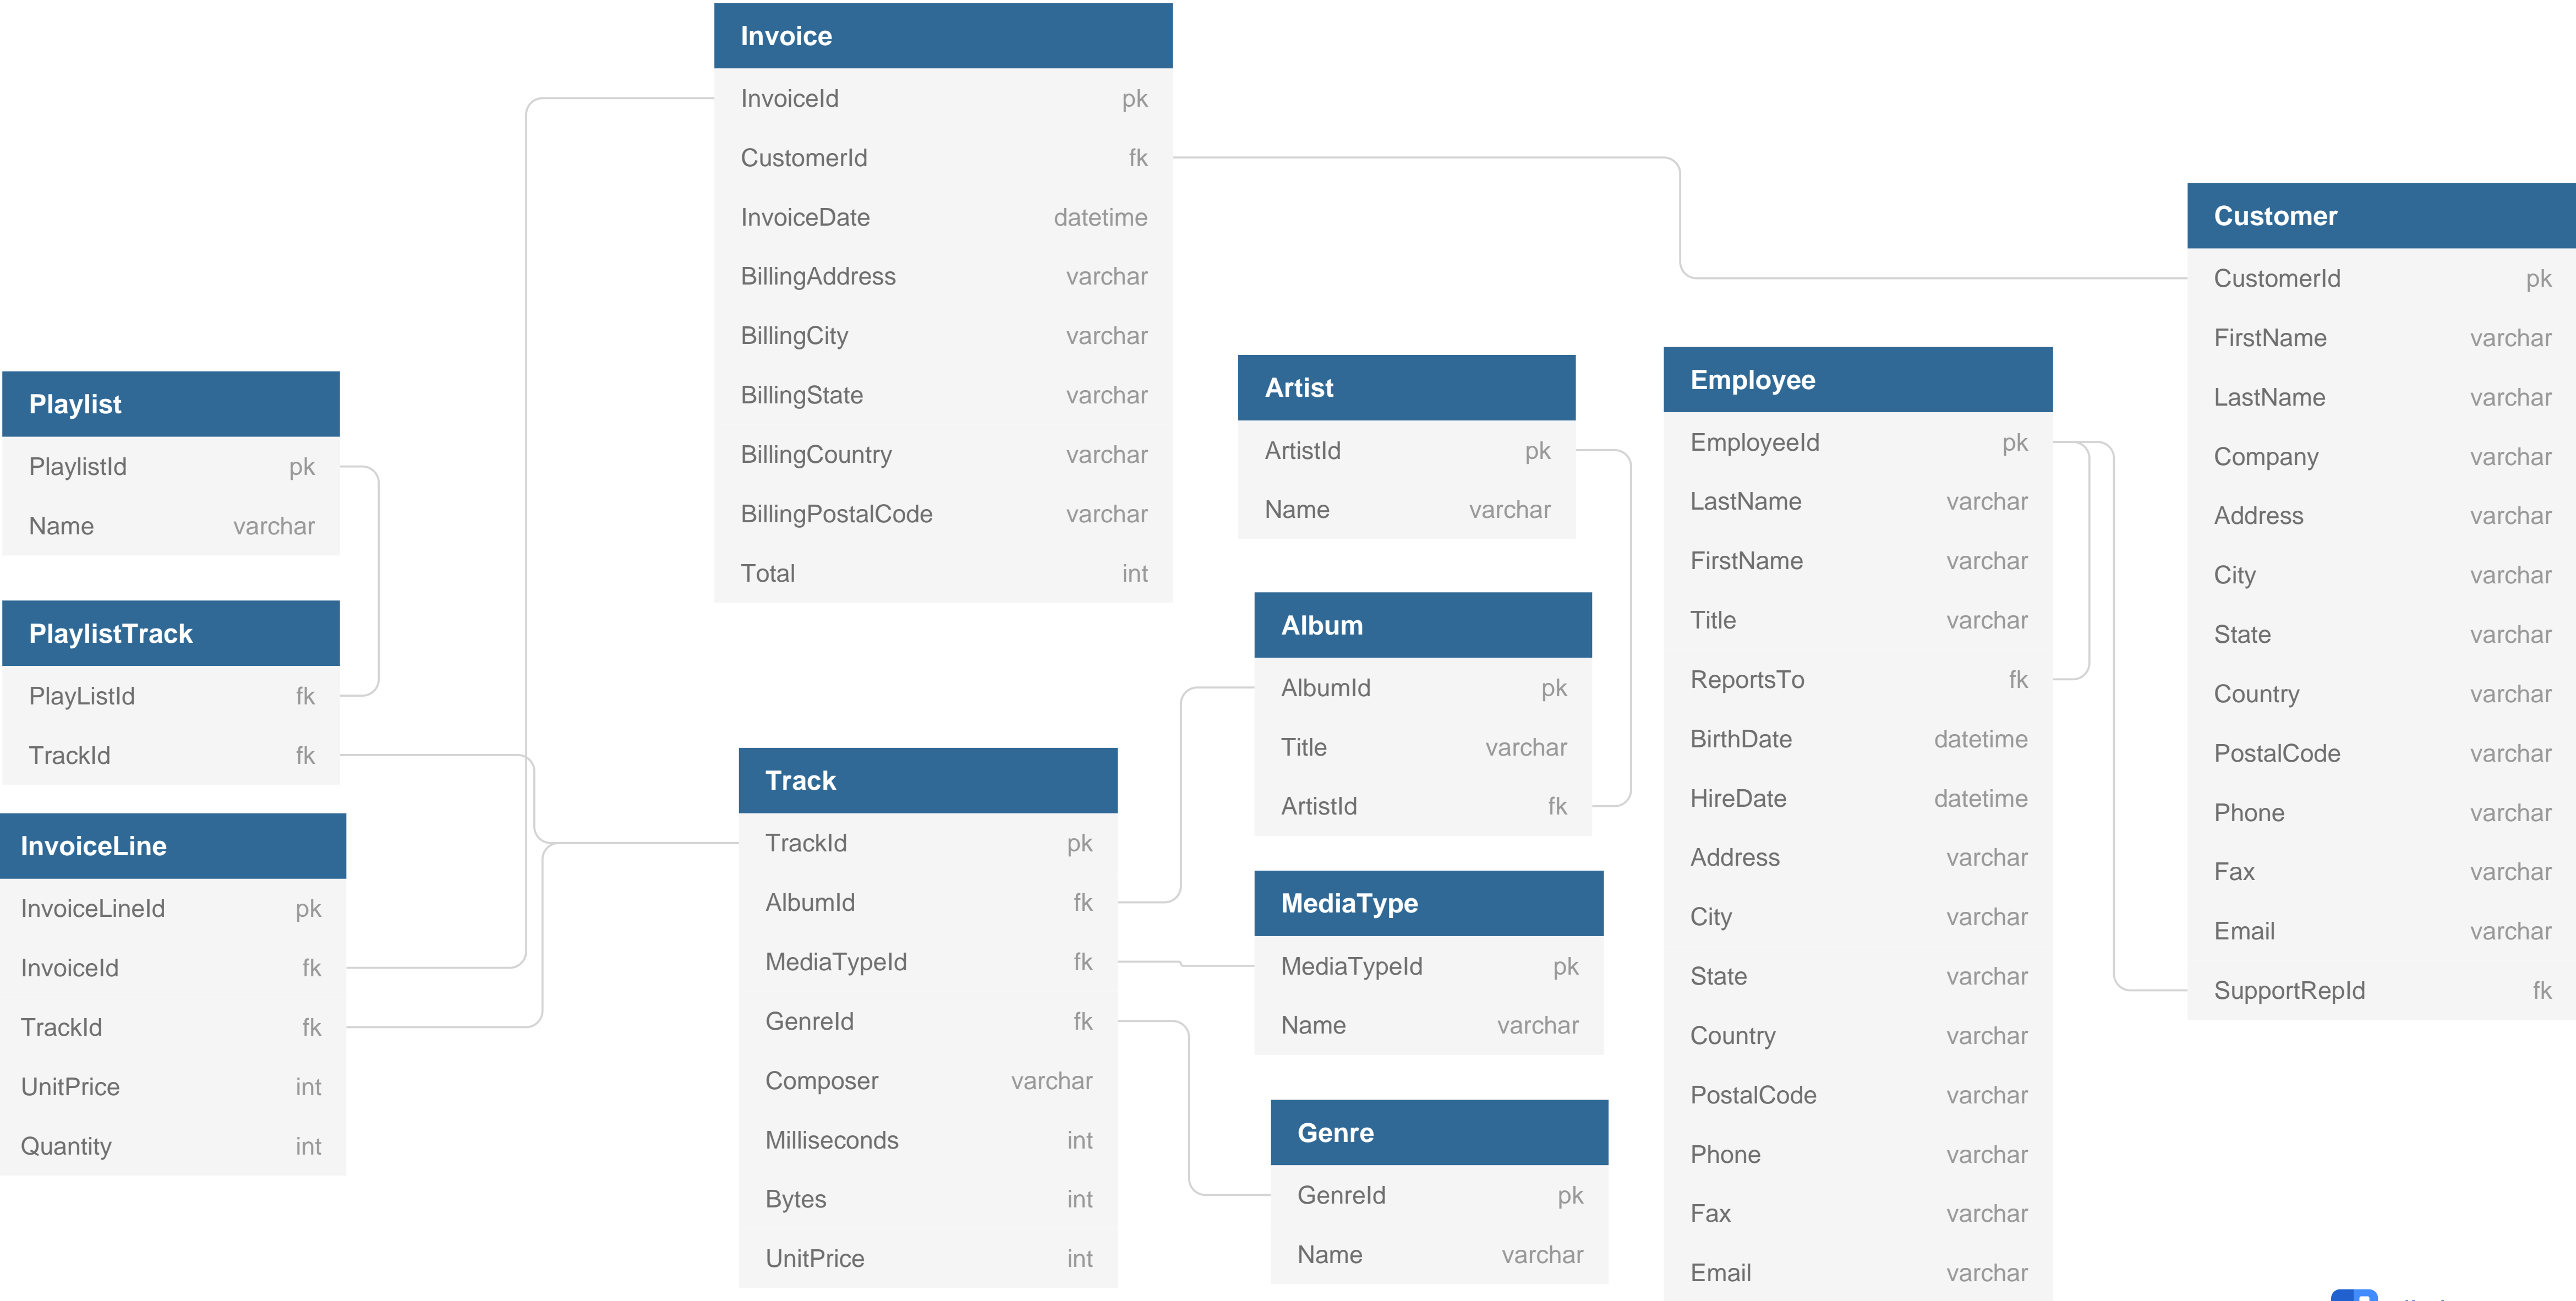 Invoice
InvoiceId pk
CustomerId fk
InvoiceDate datetime
BillingAddress varchar
BillingCity varchar
BillingState varchar
BillingCountry varchar
BillingPostalCode varchar
Total int
Customer
CustomerId pk
FirstName varchar
LastName varchar
Company varchar
Address varchar
City varchar
State varchar
Country varchar
PostalCode varchar
Phone varchar
Fax varchar
Email varchar
SupportRepId fk
Playlist
PlaylistId pk
Name varchar
PlaylistTrack
PlayListId fk
TrackId fk
InvoiceLine
InvoiceLineId pk
InvoiceId fk
TrackId fk
UnitPrice int
Quantity int
Track
TrackId pk
AlbumId fk
MediaTypeId fk
GenreId fk
Composer varchar
Milliseconds int
Bytes int
UnitPrice int
Artist
ArtistId pk
Name varchar
Album
AlbumId pk
Title varchar
ArtistId fk
MediaType
MediaTypeId pk
Name varchar
Genre
GenreId pk
Name varchar
Employee
EmployeeId pk
LastName varchar
FirstName varchar
Title varchar
ReportsTo fk
BirthDate datetime
HireDate datetime
Address varchar
City varchar
State varchar
Country varchar
PostalCode varchar
Phone varchar
Fax varchar
Email varchar